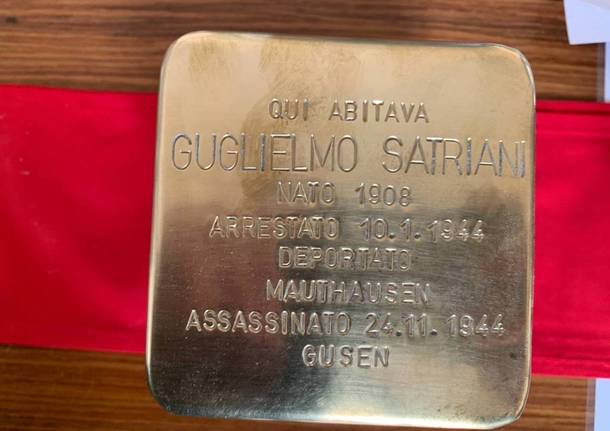 QUI ABITAVA
GUGLIELMO SATRIANI
NATO 1908
ARRESTATO 10.1.1944
DEPORTATO
MAUTHAUSEN
ASSASSINATO 24.11.1944
GUSEN